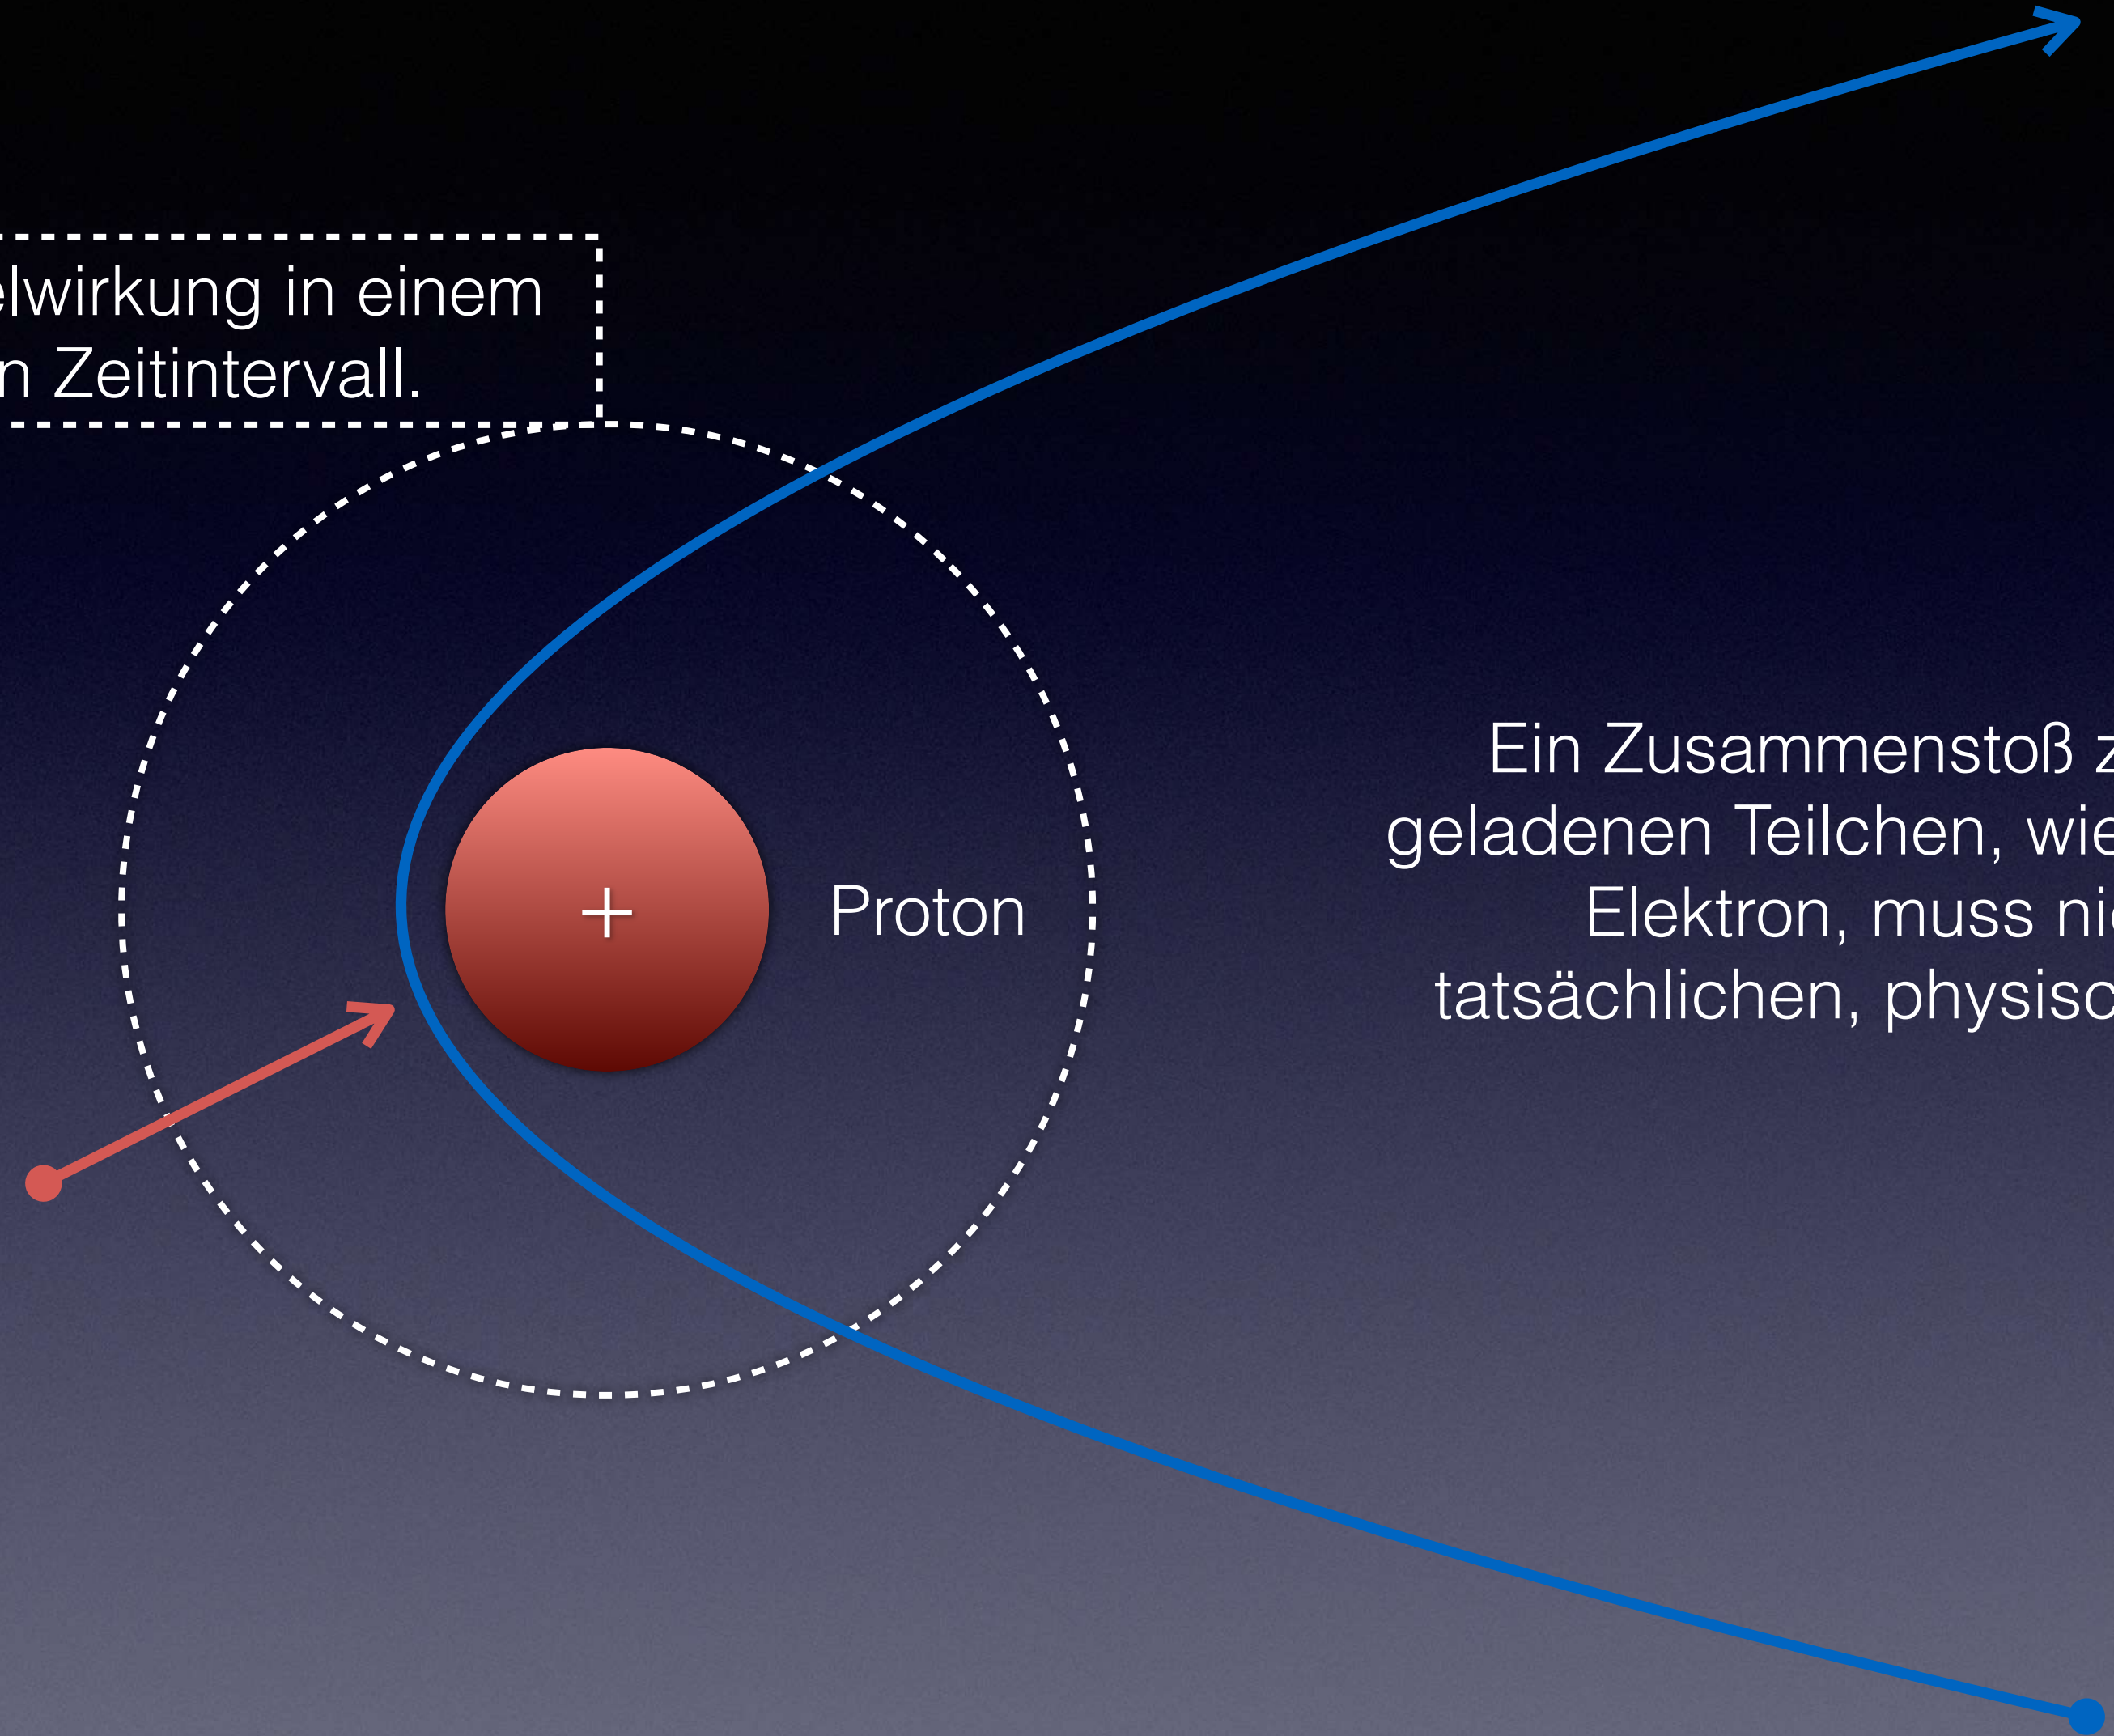 elwirkung in einem
n Zeitintervall.
+
Proton
Ein Zusammenstoß z
geladenen Teilchen, wie
Elektron, muss ni
tatsächlichen, physisc